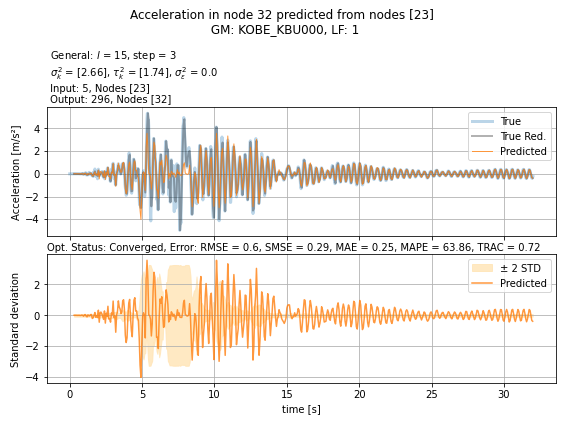 Acceleration in node 32 predicted from nodes [23]
GM: KOBE_KBU000, LF: 1
General: l = 15, step = 3
σ²ₖ = [2.66], τ²ₖ = [1.74], σ²ε = 0.0
Input: 5, Nodes [23]
Output: 296, Nodes [32]
Acceleration [m/s²]
4
2
0
−2
−4
True
True Red.
Predicted
Opt. Status: Converged, Error: RMSE = 0.6, SMSE = 0.29, MAE = 0.25, MAPE = 63.86, TRAC = 0.72
Standard deviation
2
0
−2
−4
± 2 STD
Predicted
0 5 10 15 20 25 30
time [s]